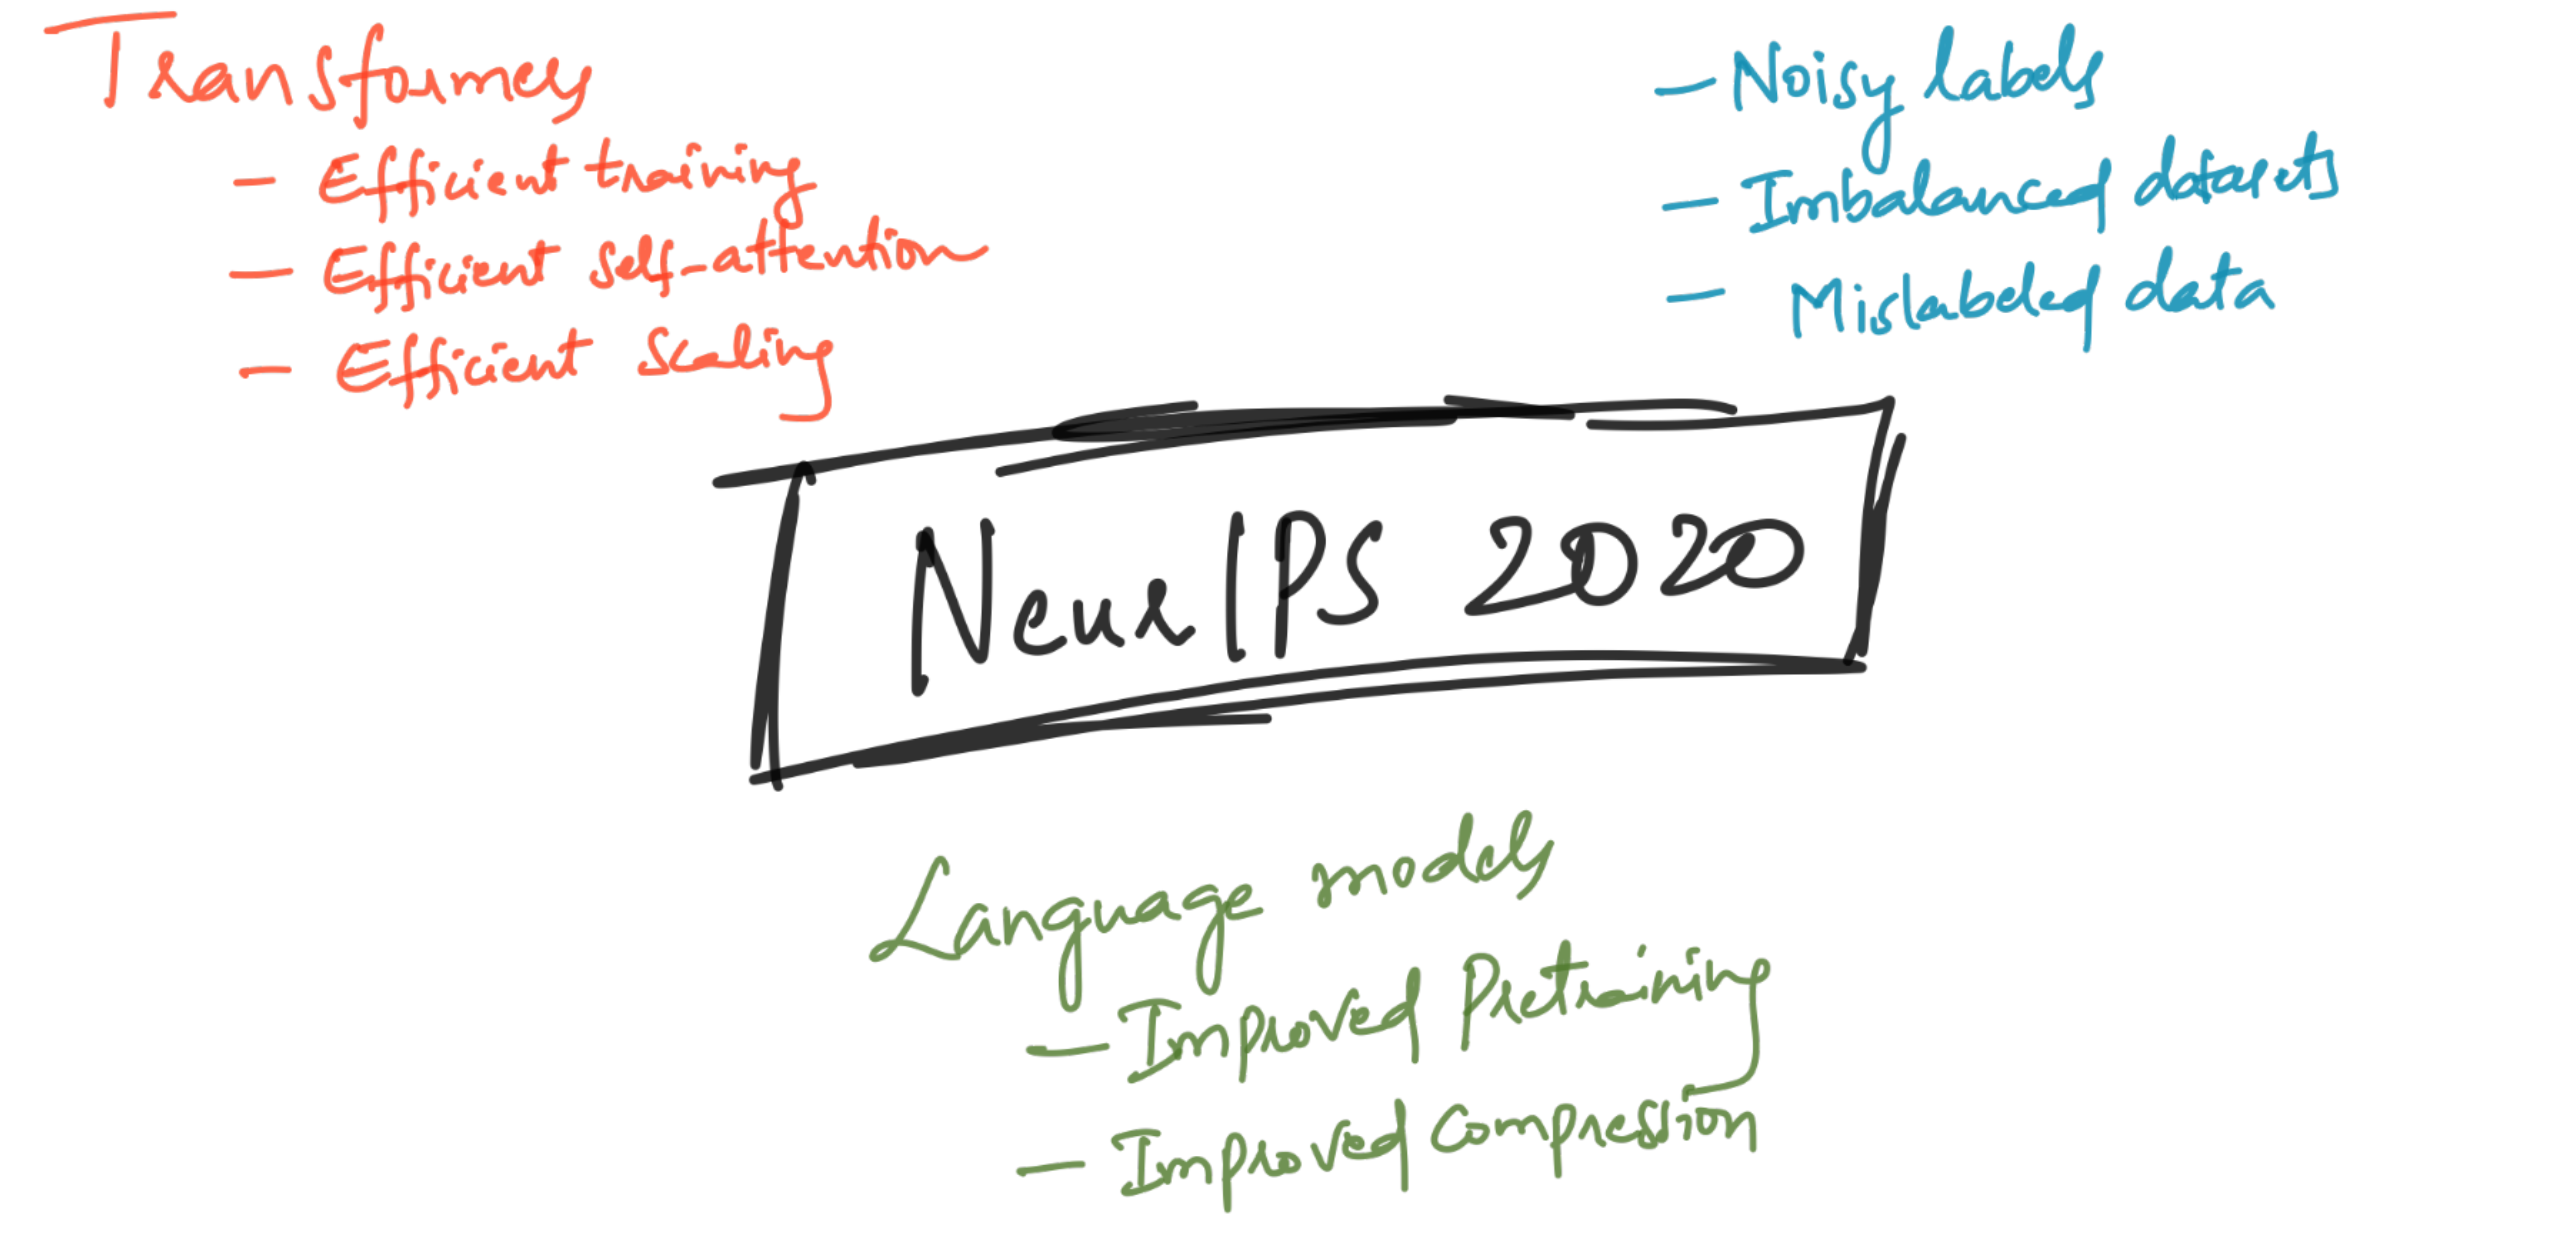 Transformers
- Efficient training
- Efficient self-attention
- Efficient scaling
- Noisy labels
- Imbalanced datasets
- Mislabeled data
NeurIPS 2020
Language models
- Improved Pretraining
- Improved compression